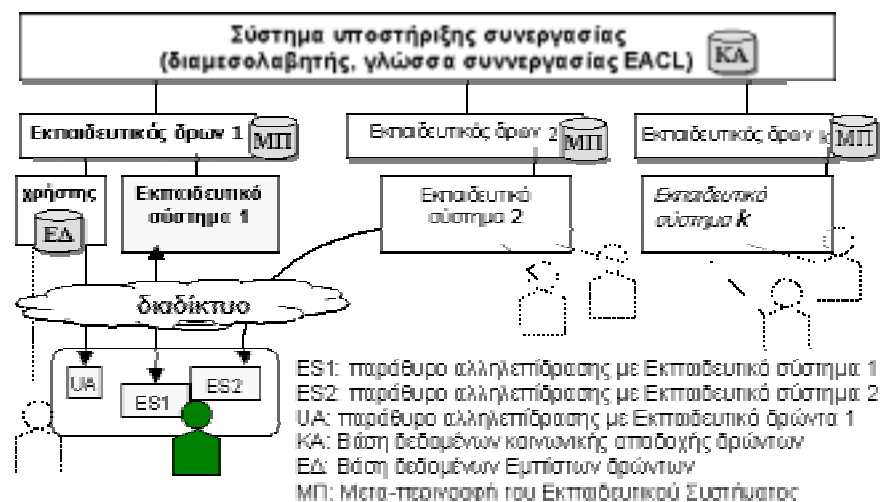 Σύστημα υποστήριξης συνεργασίας
(διαμεσολαβητής, γλώσσα συννεργασίας EACL)
ΚΑ
Εκπαιδευτικός δρων 1
ΜΠ
Εκπαιδευτικός δρων 2
ΜΠ
Εκπαιδευτικός δρων k
ΜΠ
χρήστης
ΕΔ
Εκπαιδευτικό
σύστημα 1
Εκπαιδευτικό
σύστημα 2
Εκπαιδευτικό
σύστημα k
διαδίκτυο
UA
ES1
ES2
ES1: παράθυρο αλληλεπίδρασης με Εκπαιδευτικό σύστημα 1
ES2: παράθυρο αλληλεπίδρασης με Εκπαιδευτικό σύστημα 2
UA: παράθυρο αλληλεπίδρασης με Εκπαιδευτικό δρώντα 1
ΚΑ: Βάση δεδομένων κοινωνικής αποδοχής δρώντων
ΕΔ: Βάση δεδομένων Εμπίστων δρώντων
ΜΠ: Μετα-περιγραφή του Εκπαιδευτικού Συστήματος